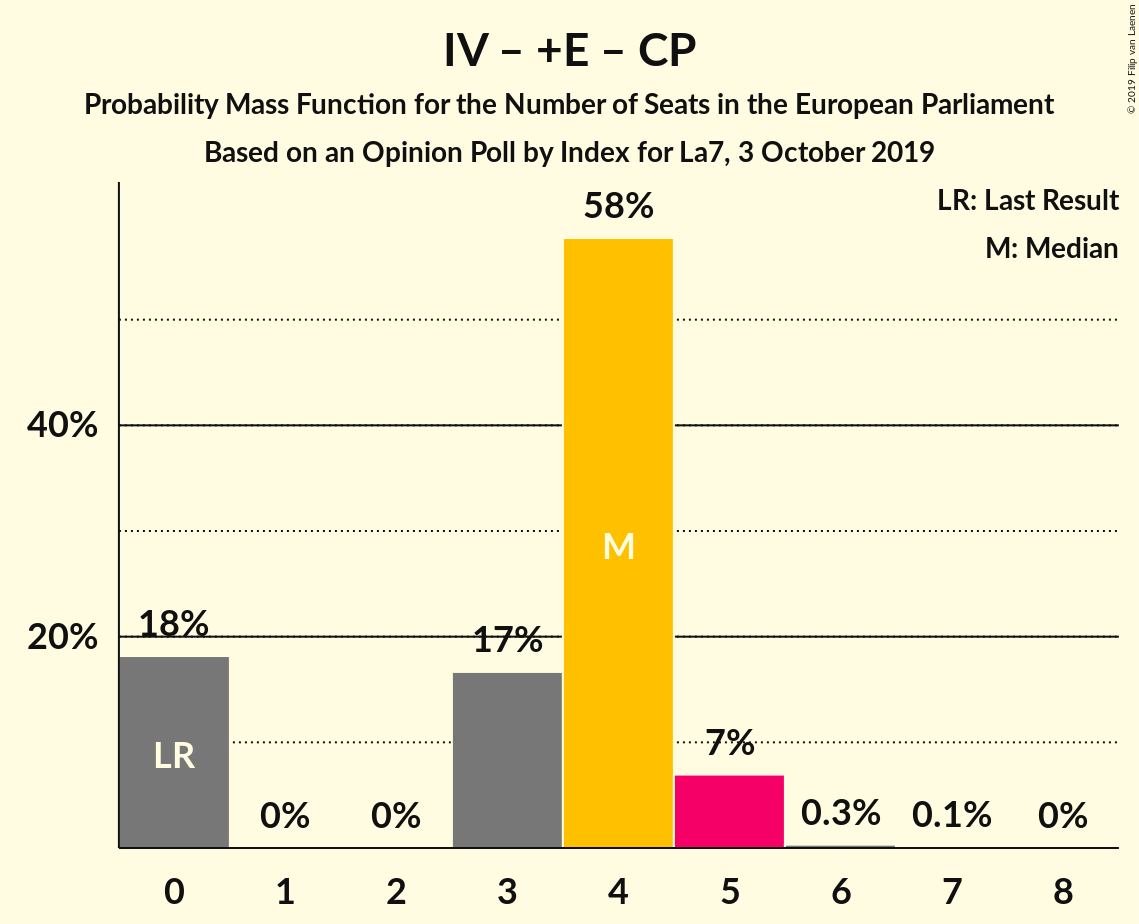 IV – +E – CP
Probability Mass Function for the Number of Seats in the European Parliament
Based on an Opinion Poll by Index for La7, 3 October 2019
© 2019 Filip van Laenen
LR: Last Result
M: Median
58%
40%
M
20%
18%
17%
LR
7%
0%
0%
0.3%
0.1%
0%
0 1 2 3 4 5 6 7 8